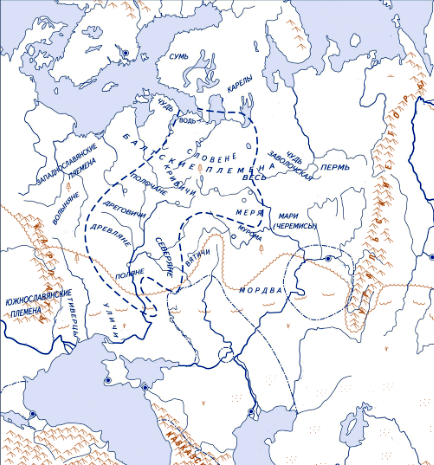 СУМЬ
КАРЕЛЫ
ЧУДЬ
ВОДЬ
ЗАПАДНОСЛАВЯНСКИЕ
ПЛЕМЕНА
СЛОВЕНЕ
БАЛТСКИЕ ПЛЕМЕНА
КРИВИЧИ
ЧУДЬ
ЗАВОЛОЧСКАЯ
ПЕРМЬ
ВЕСЬ
ПОЛОЧАНЕ
ВОЛЫНЯНЕ
ДРЕГОВИЧИ
МЕРЯ
МАРИ
(ЧЕРЕМИСЫ)
МУРОМА
ДРЕВЛЯНЕ
СЕВЕРЯНЕ
ВЯТИЧИ
ПОЛЯНЕ
МОРДВА
ЮЖНОСЛАВЯНСКИЕ
ПЛЕМЕНА
ТИВЕРЦЫ
УЛИЧИ